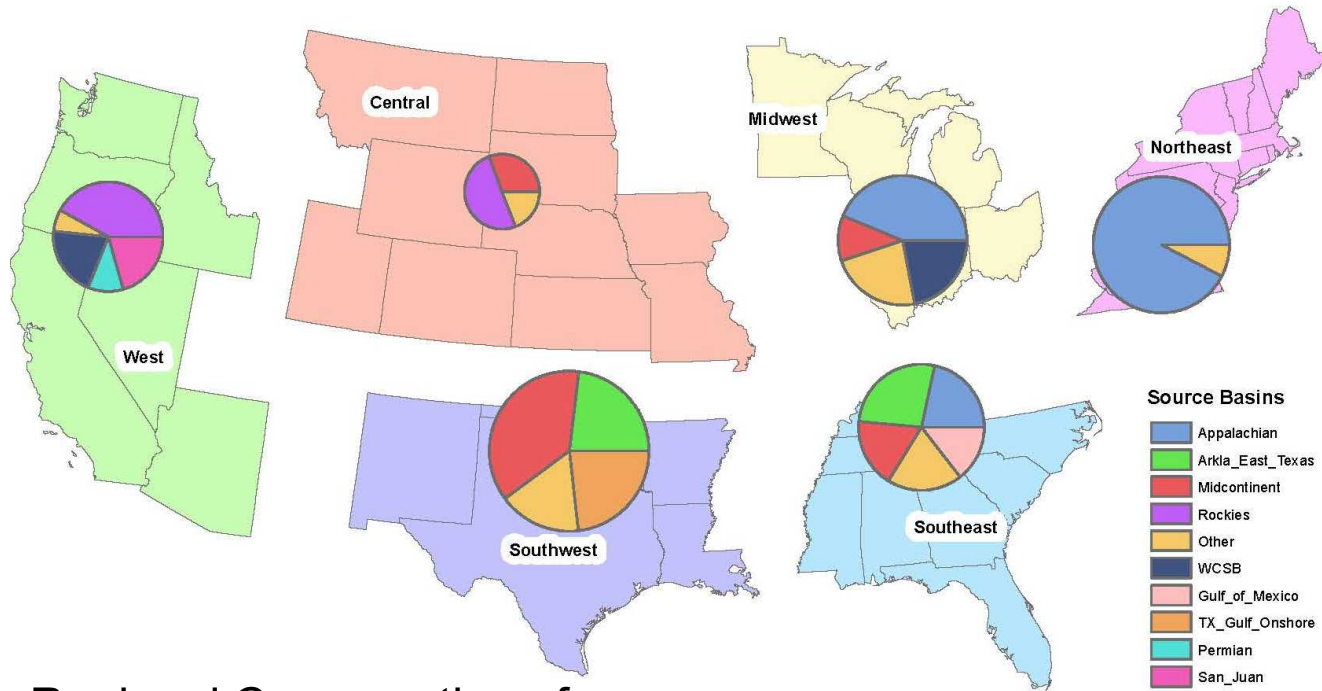 Central
Midwest
Northeast
West
Southwest
Southeast
Source Basins
Appalachian
Arkla_East_Texas
Midcontinent
Rockies
Other
WCSB
Gulf_of_Mexico
TX_Gulf_Onshore
Permian
San_Juan